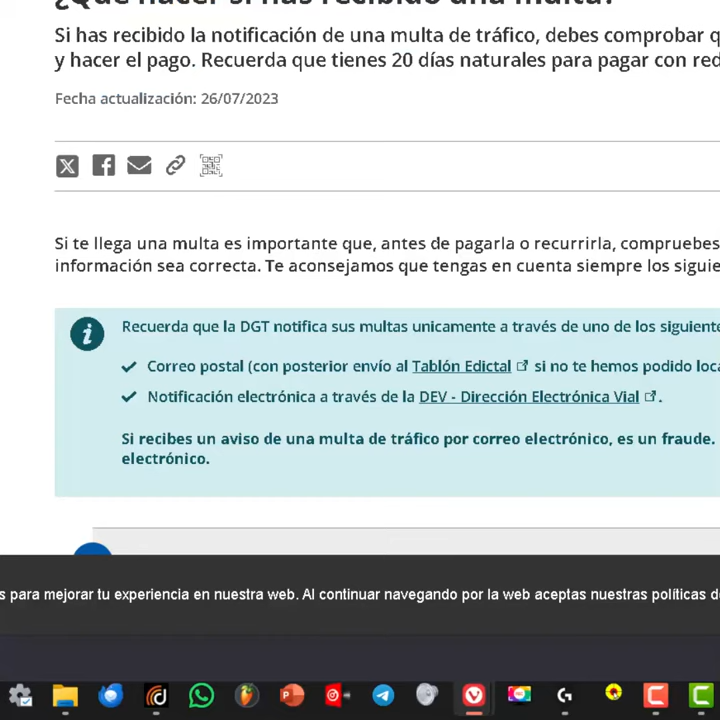 ¿Qué hacer si has recibido una multa?
Si has recibido la notificación de una multa de tráfico, debes comprobar
y hacer el pago. Recuerda que tienes 20 días naturales para pagar con
Fecha actualización: 26/07/2023
Si te llega una multa es importante que, antes de pagarla o recurrirla, compruebes
información sea correcta. Te aconsejamos que tengas en cuenta siempre los
Recuerda que la DGT notifica sus multas unicamente a través de uno de los
Correo postal (con posterior envío al Tablón Edictal si no te hemos podido
Notificación electrónica a través de la DEV - Dirección Electrónica Vial .
Si recibes un aviso de una multa de tráfico por correo electrónico, es un fraude.
electrónico.
s para mejorar tu experiencia en nuestra web. Al continuar navegando por la web aceptas nuestras políticas